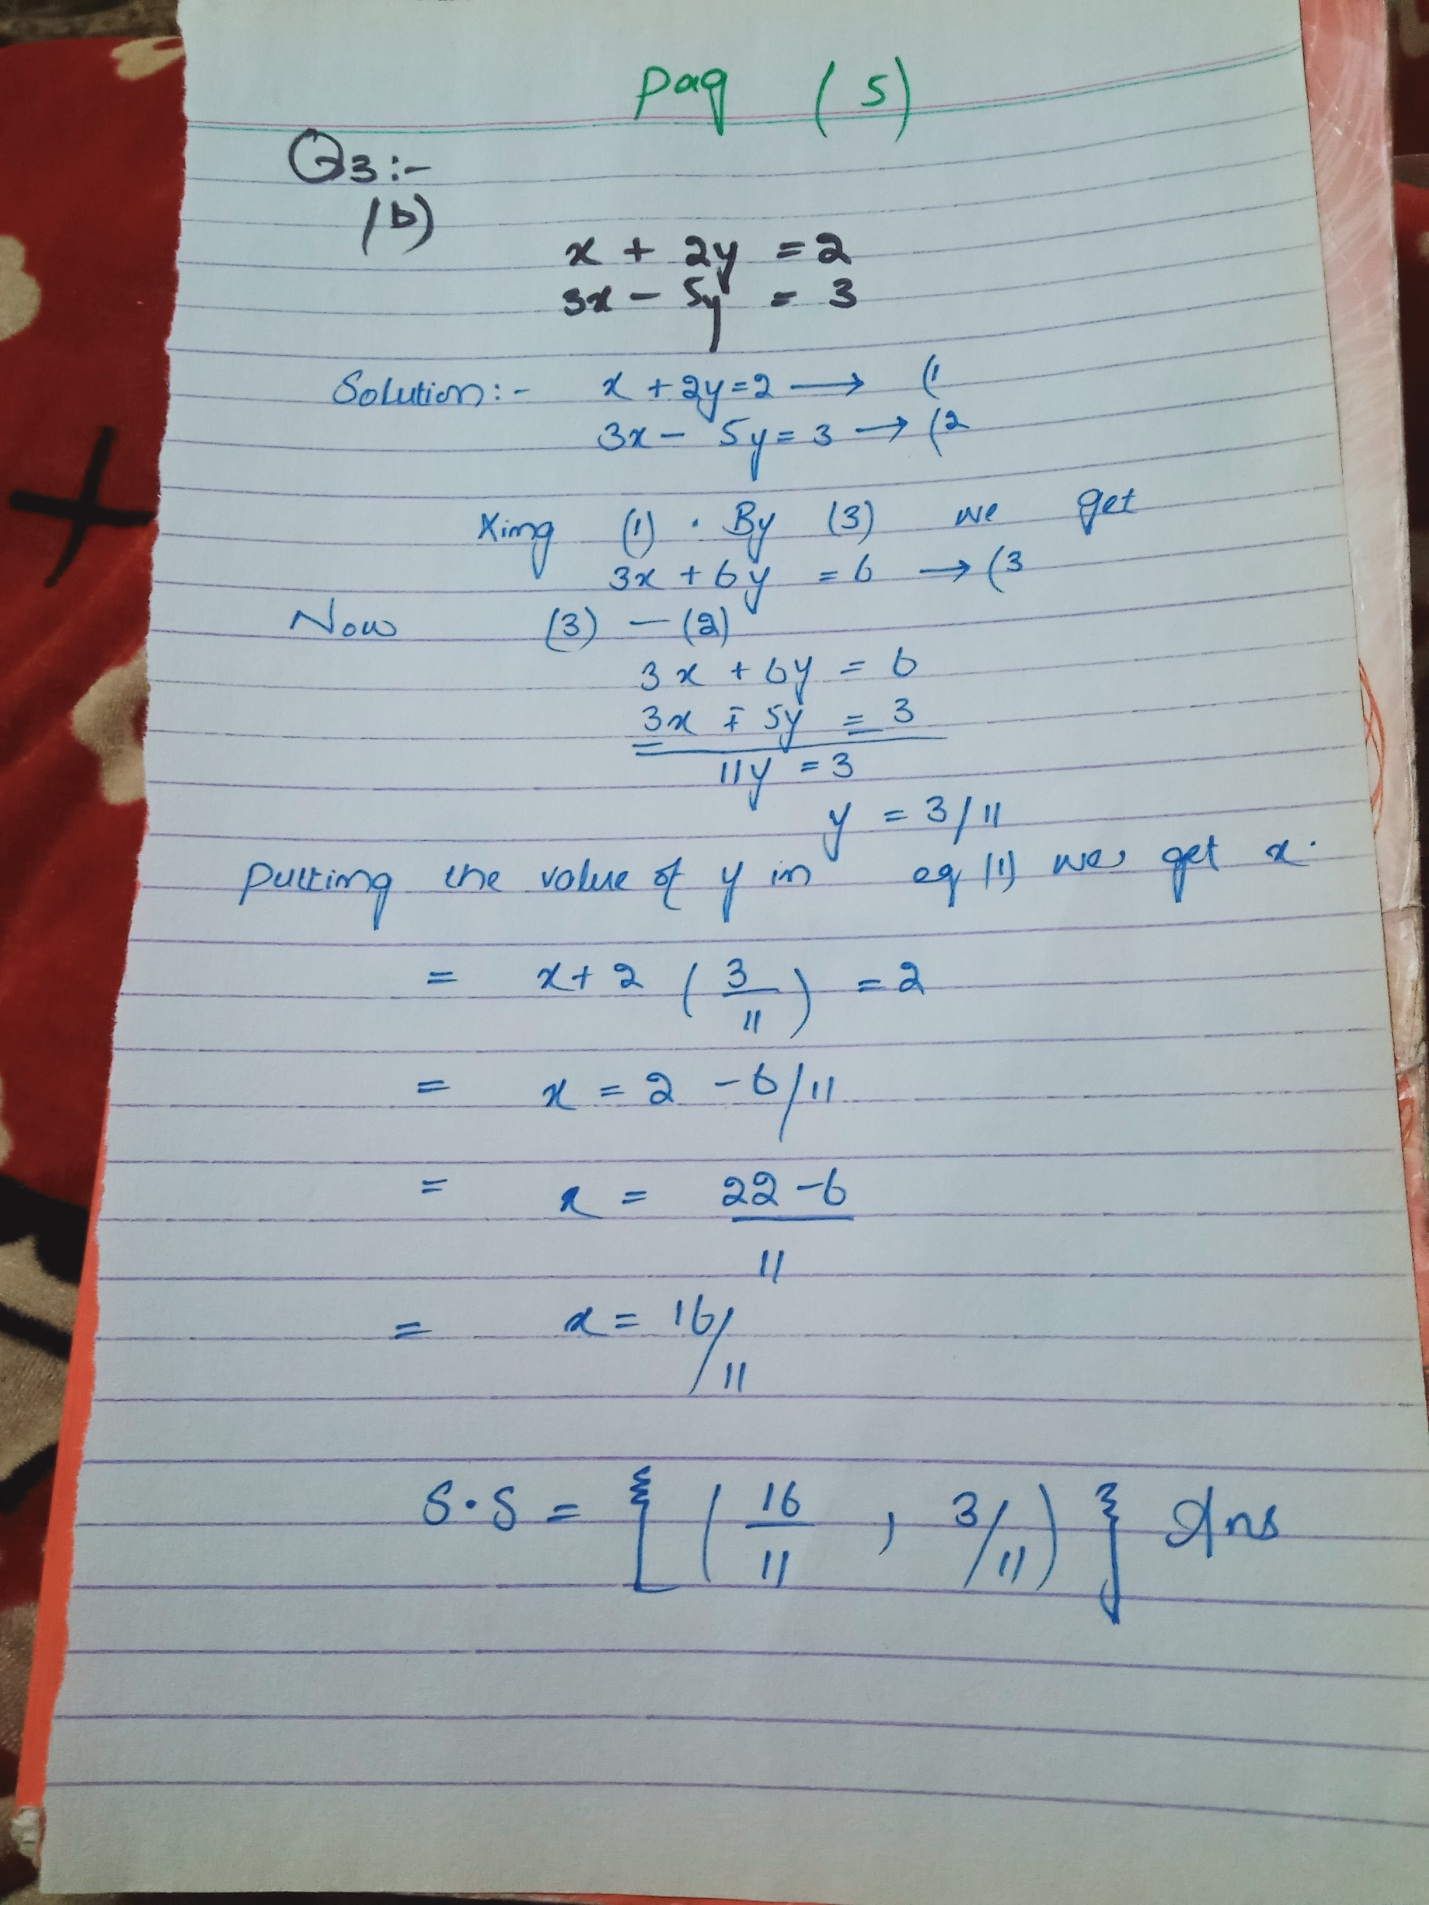 paq (5)
Q3:-
(b)
x + 2y = 2
3x - 5y = 3
Solution:- x + 2y = 2 → (1
3x - 5y = 3 → (2
Xing (1) . By (3) we get
3x + 6y = 6 → (3
Now (3) - (2)
3x + 6y = 6
3x ∓ 5y = 3
11y = 3
y = 3/11
Putting the value of y in eq (1) we get x.
= x + 2 (3/11) = 2
= x = 2 - 6/11
= x = 22-6/11
= x = 16/11
S.S = { (16/11 , 3/11) } Ans